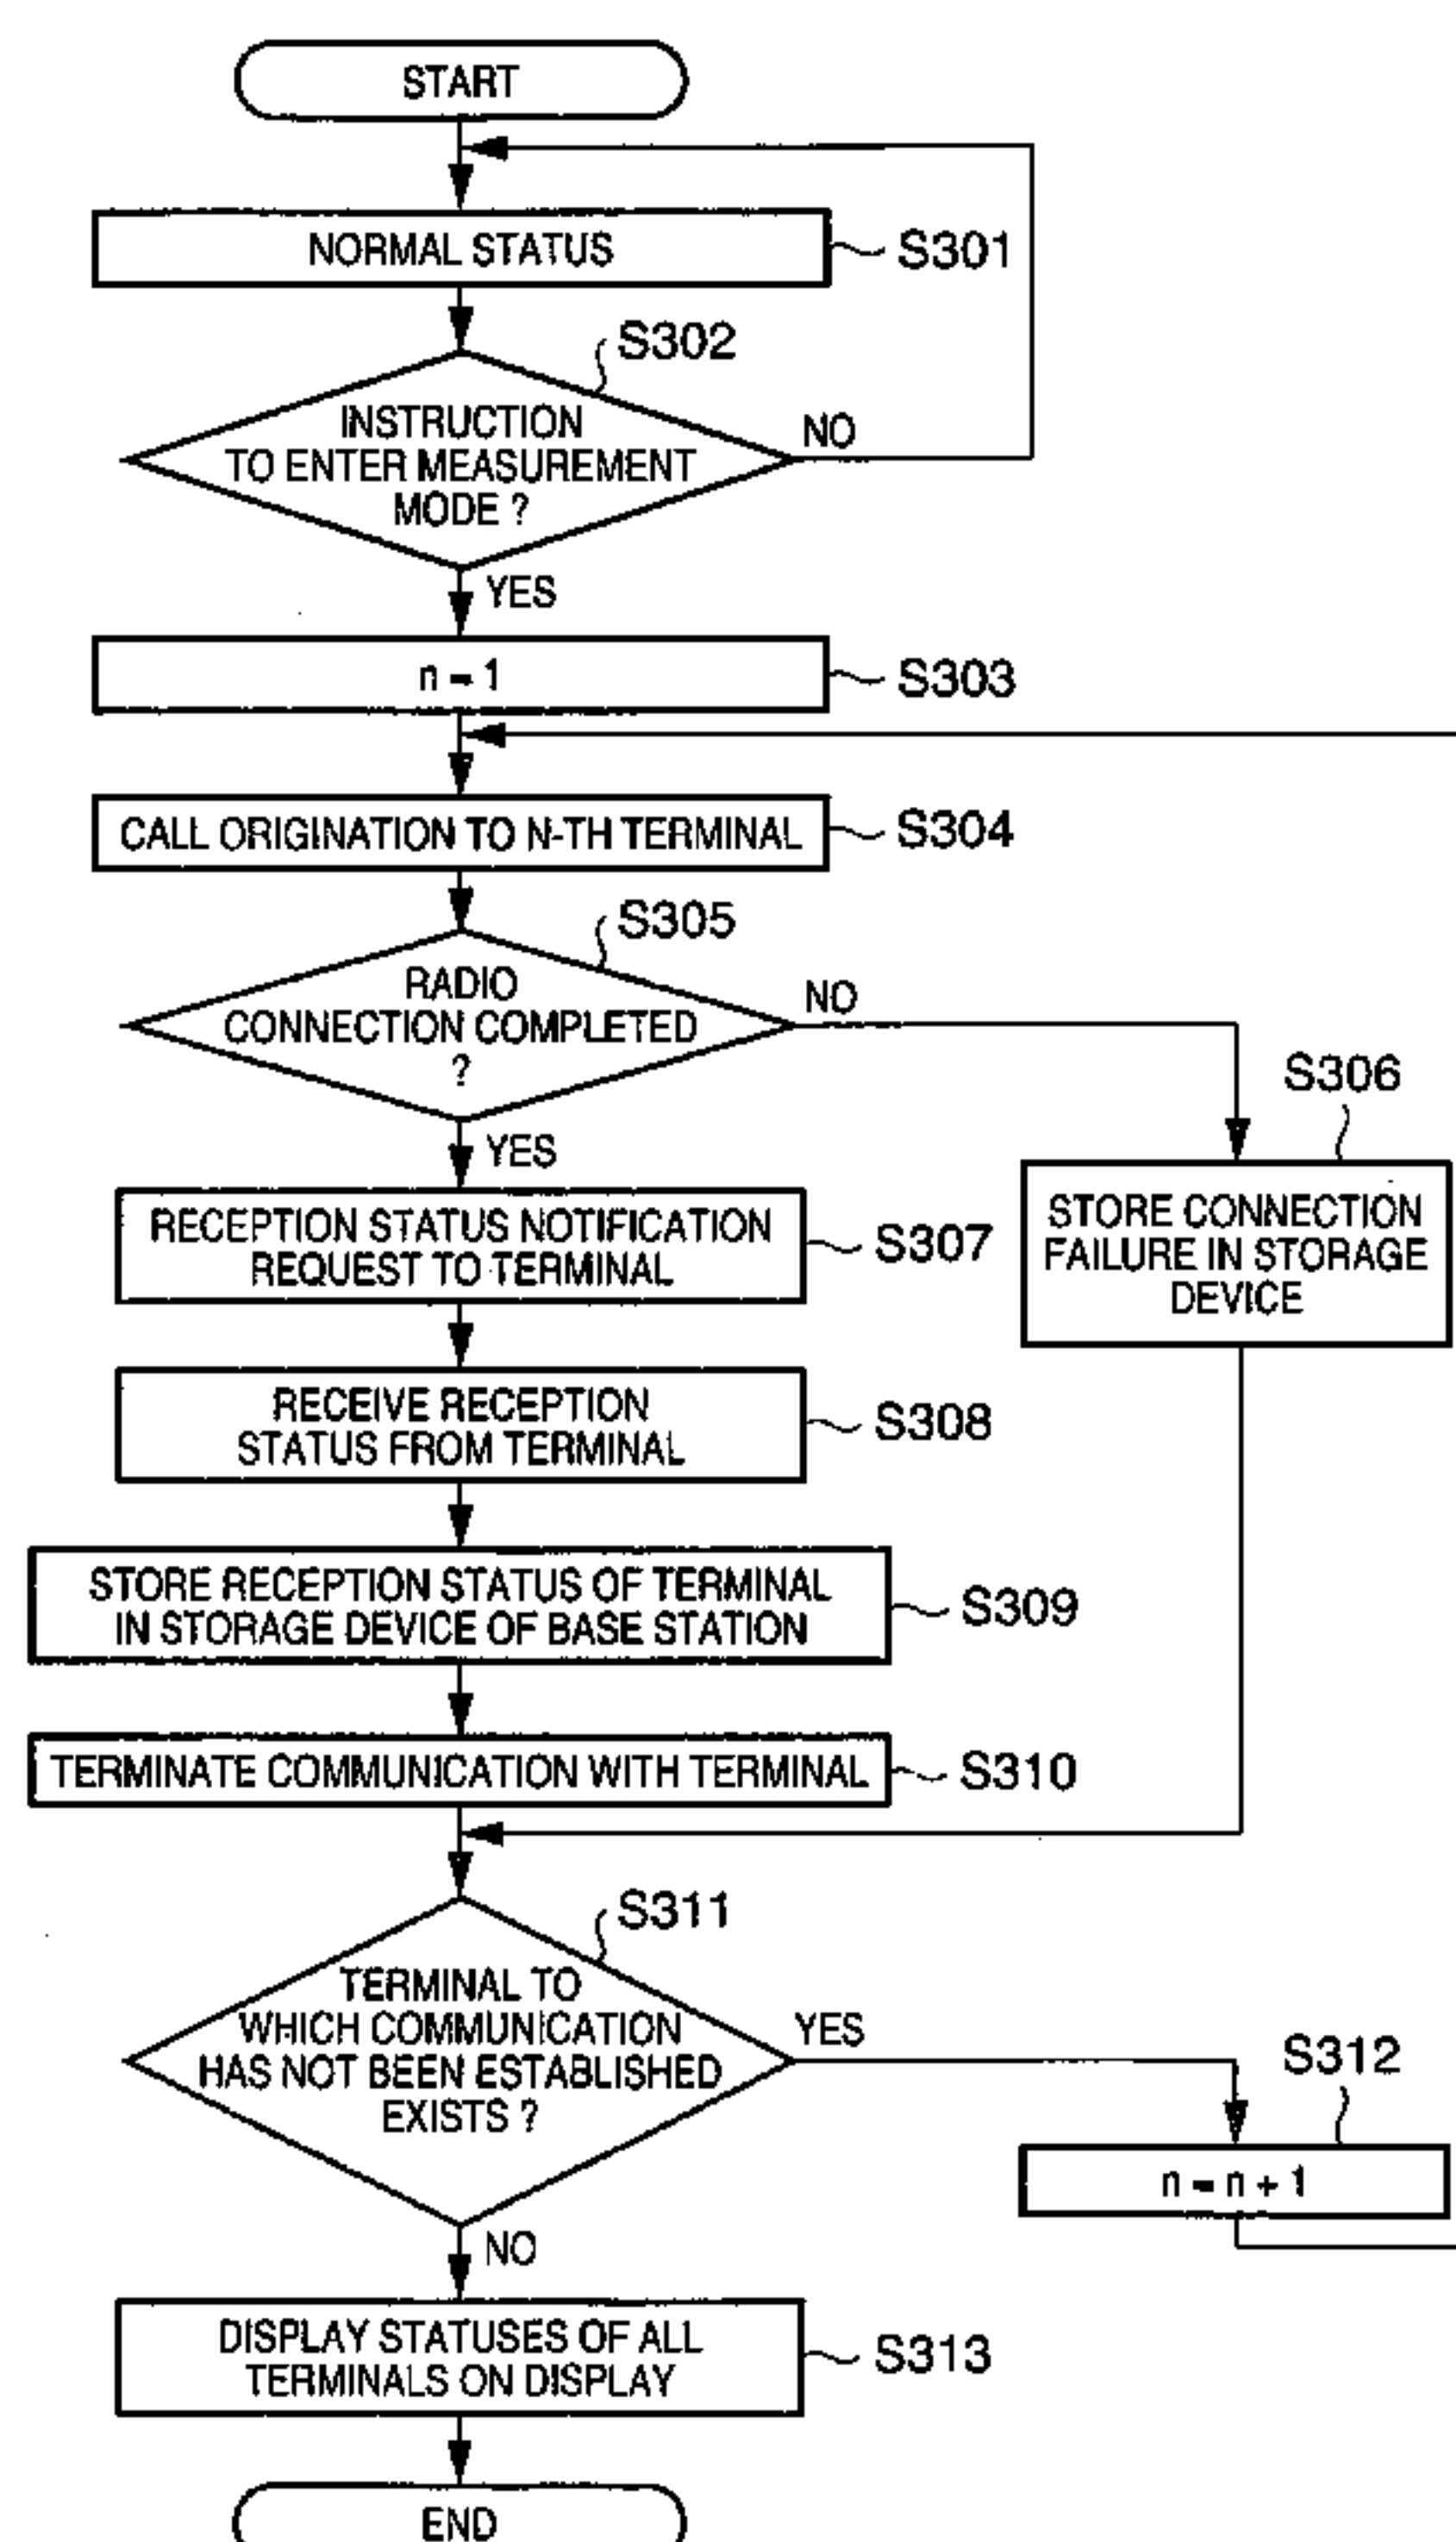 START
NORMAL STATUS
S301
S302
INSTRUCTION
TO ENTER MEASUREMENT
MODE ?
NO
YES
n = 1
S303
CALL ORIGINATION TO N-TH TERMINAL
S304
S305
RADIO
CONNECTION COMPLETED
?
NO
YES
S306
STORE CONNECTION
FAILURE IN STORAGE
DEVICE
RECEPTION STATUS NOTIFICATION
REQUEST TO TERMINAL
S307
RECEIVE RECEPTION
STATUS FROM TERMINAL
S308
STORE RECEPTION STATUS OF TERMINAL
IN STORAGE DEVICE OF BASE STATION
S309
TERMINATE COMMUNICATION WITH TERMINAL
S310
S311
TERMINAL TO
WHICH COMMUNICATION
HAS NOT BEEN ESTABLISHED
EXISTS ?
YES
S312
n = n + 1
NO
DISPLAY STATUSES OF ALL
TERMINALS ON DISPLAY
S313
END